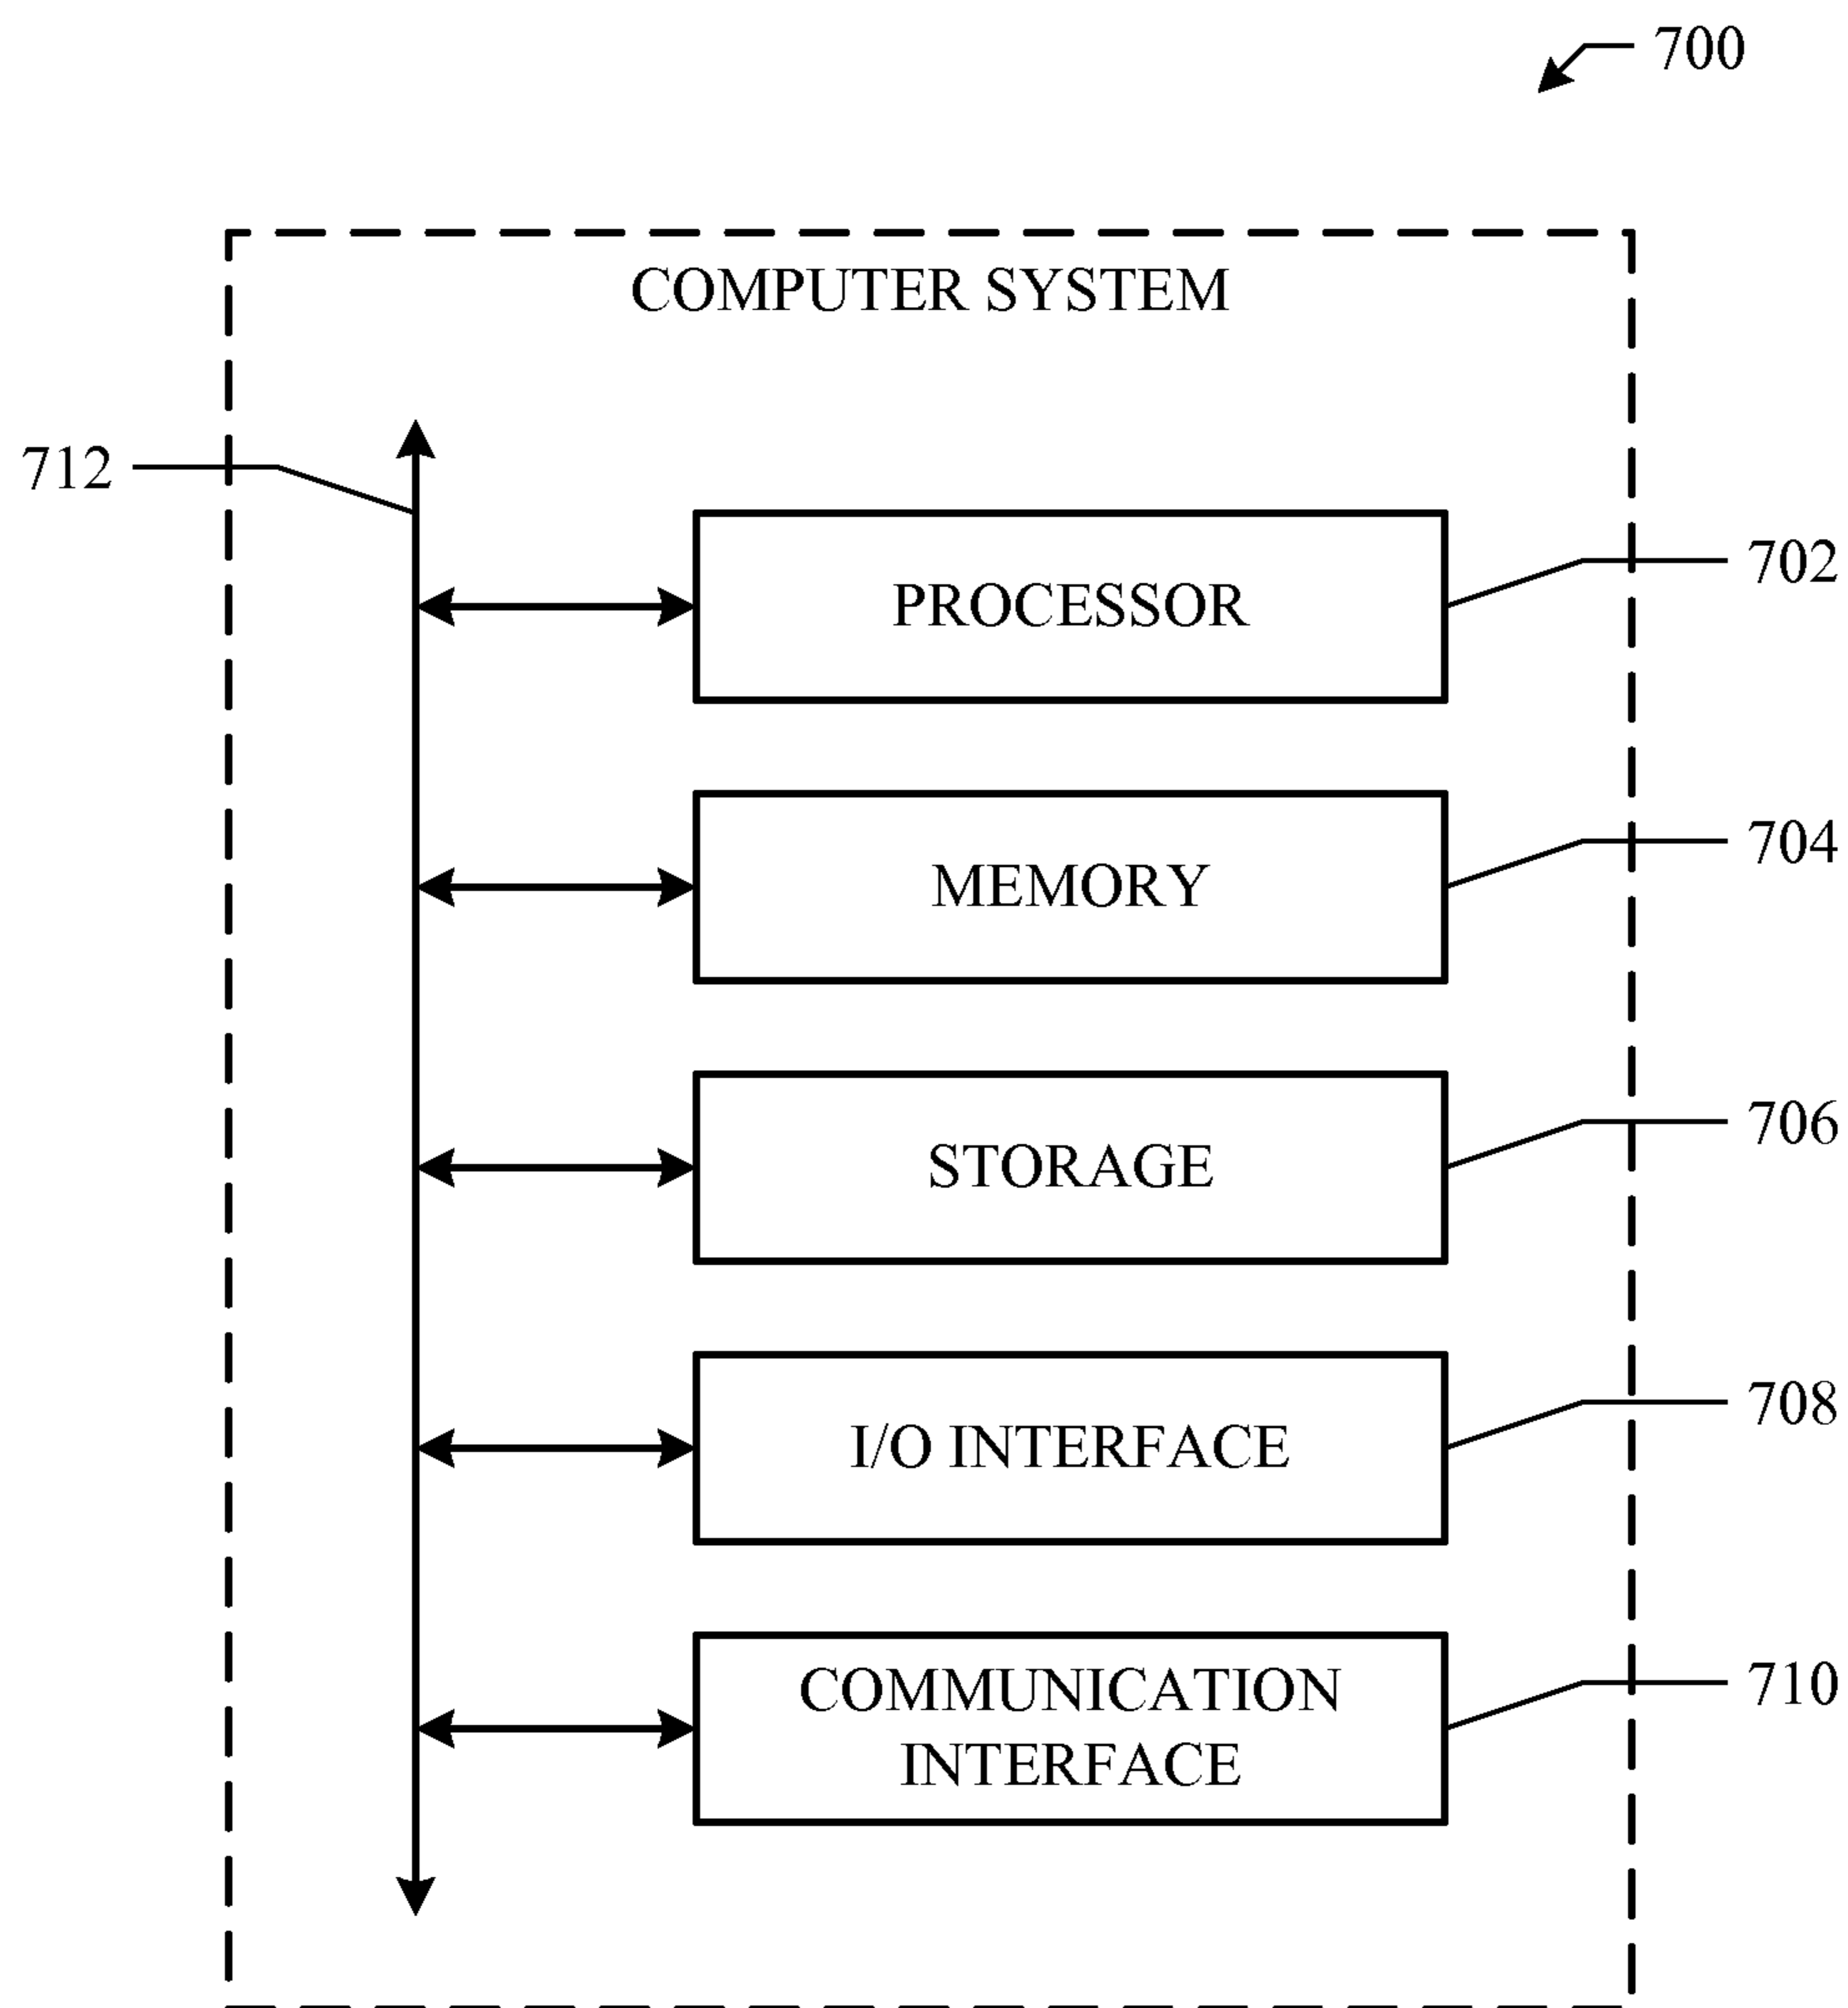 700
COMPUTER SYSTEM
712
PROCESSOR
702
MEMORY
704
STORAGE
706
I/O INTERFACE
708
COMMUNICATION
INTERFACE
710